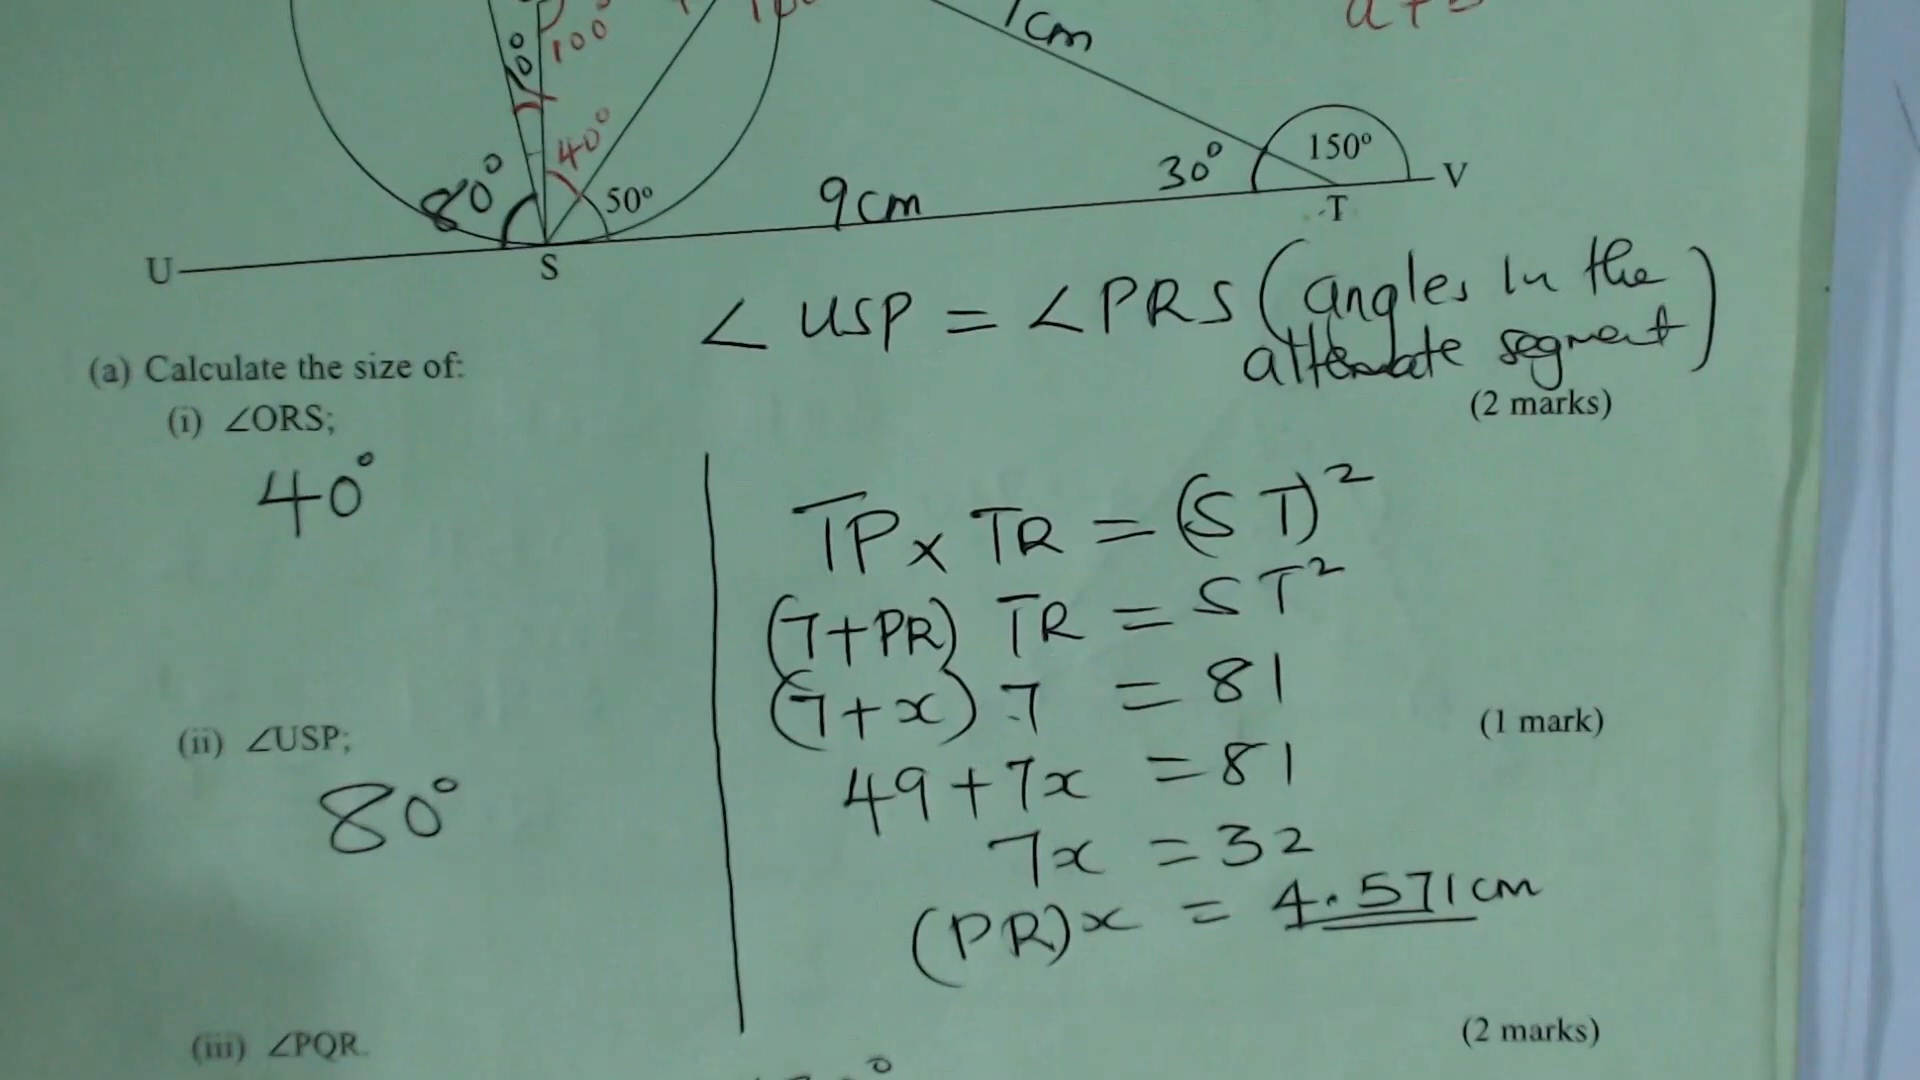 100°
10°
40°
80°
50°
9cm
30°
150°
V
T
U
S
∠ USP = ∠PRS (angles in the
alternate segment)
(a) Calculate the size of:
(2 marks)
(i) ∠ORS;
40°
TP x TR = (ST)²
(7+PR) TR = ST²
(7+x) 7 = 81
(1 mark)
(ii) ∠USP;
49+7x = 81
80°
7x = 32
(PR)x = 4.571cm
(2 marks)
(iii) ∠PQR.